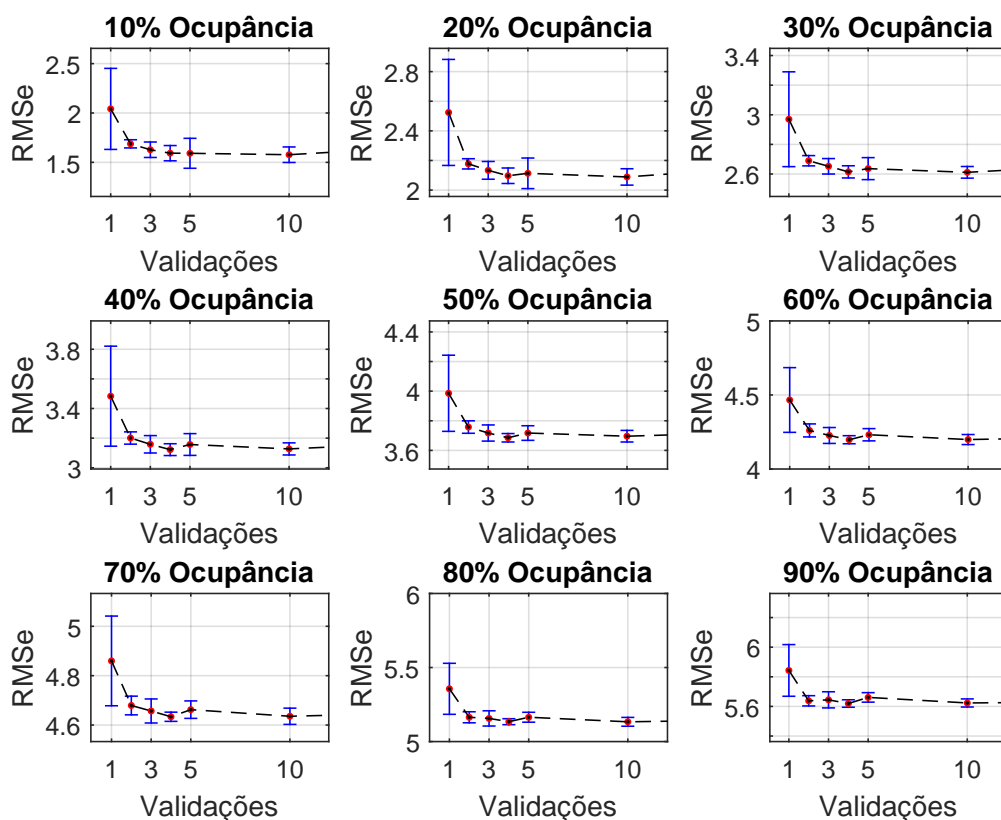 10% Ocupância
RMSe
2.5
2
1.5
1 3 5 10
Validações
20% Ocupância
RMSe
2.8
2.4
2
1 3 5 10
Validações
30% Ocupância
RMSe
3.4
3
2.6
1 3 5 10
Validações
40% Ocupância
RMSe
3.8
3.4
3
1 3 5 10
Validações
50% Ocupância
RMSe
4.4
4
3.6
1 3 5 10
Validações
60% Ocupância
RMSe
5
4.5
4
1 3 5 10
Validações
70% Ocupância
RMSe
5
4.8
4.6
1 3 5 10
Validações
80% Ocupância
RMSe
6
5.5
5
1 3 5 10
Validações
90% Ocupância
RMSe
6
5.6
1 3 5 10
Validações